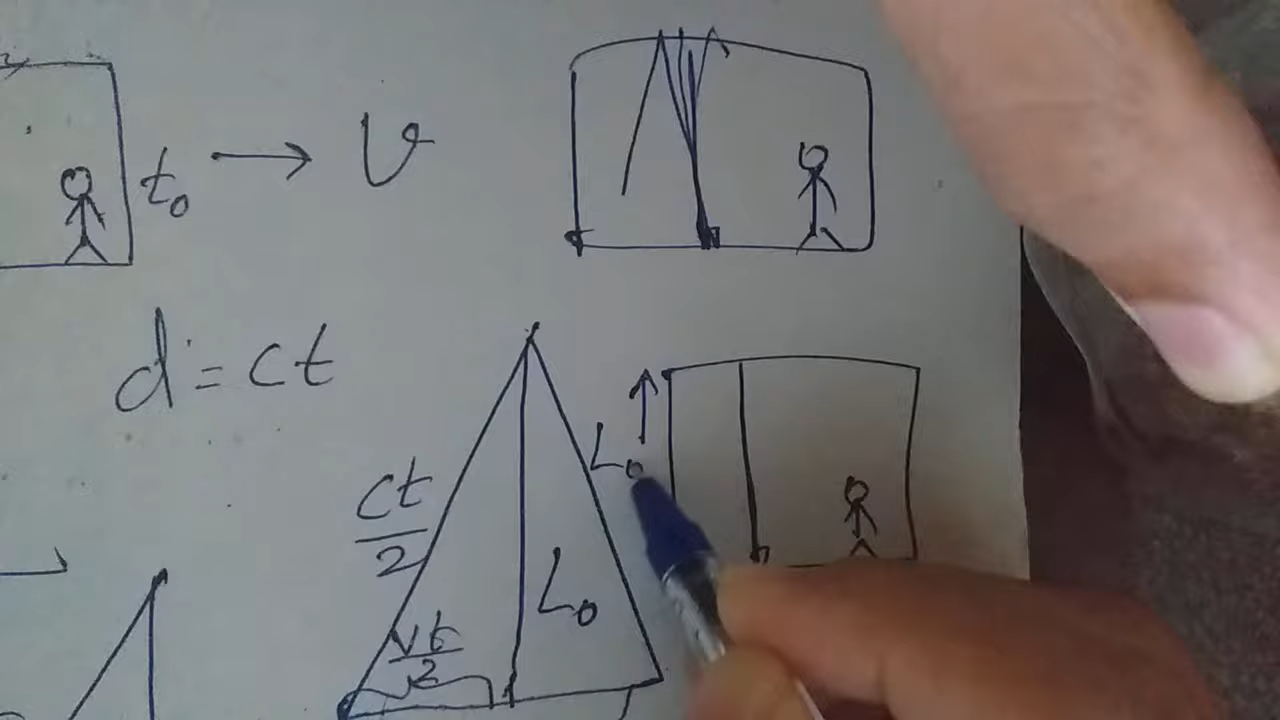 t₀ → v
d = ct
L₀
ct/2
L₀
vt/2